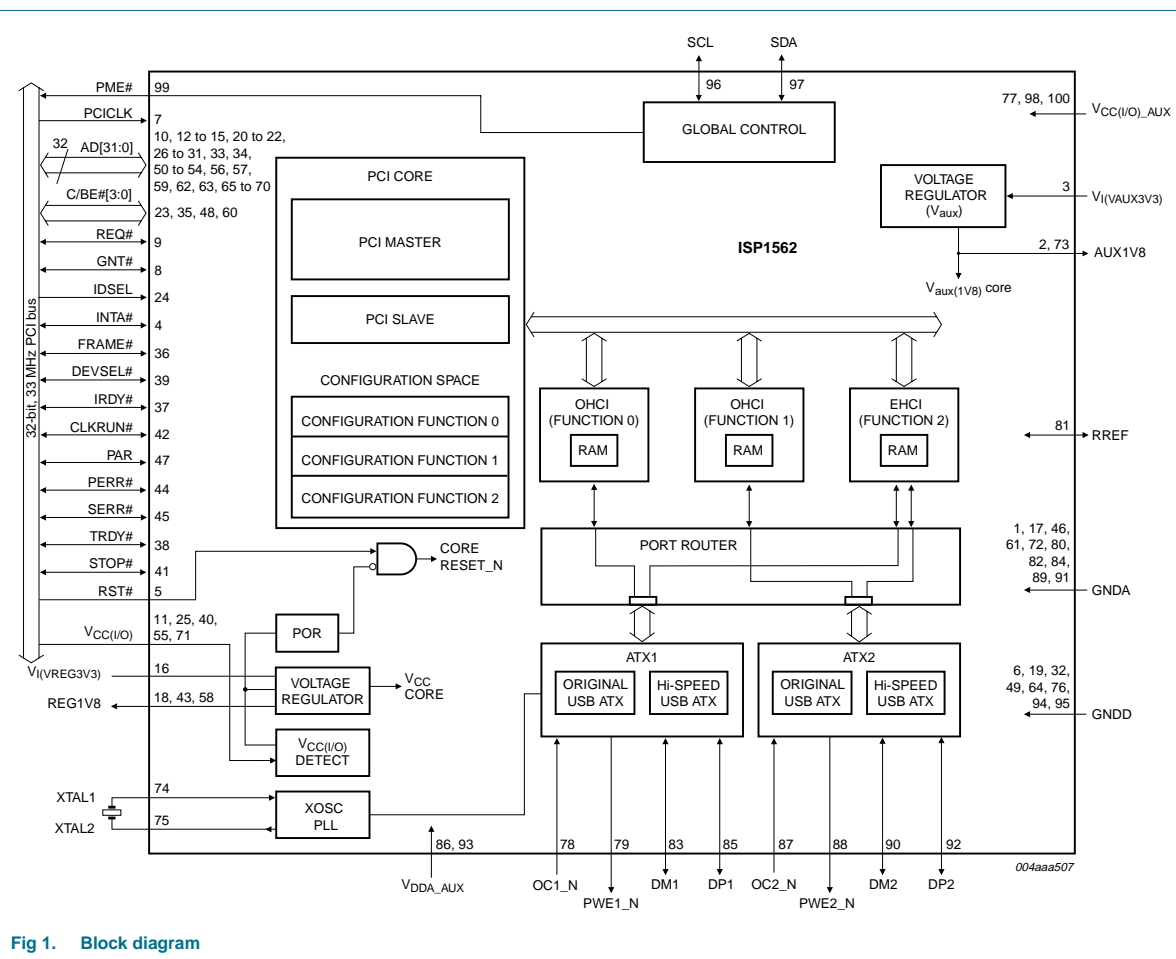 SCL
SDA
96
97
GLOBAL CONTROL
PME#
99
PCICLK
7
32
AD[31:0]
10, 12 to 15, 20 to 22,
26 to 31, 33, 34,
50 to 54, 56, 57,
59, 62, 63, 65 to 70
C/BE#[3:0]
23, 35, 48, 60
REQ#
9
GNT#
8
IDSEL
24
INTA#
4
FRAME#
36
DEVSEL#
39
IRDY#
37
CLKRUN#
42
PAR
47
PERR#
44
SERR#
45
TRDY#
38
STOP#
41
RST#
5
32-bit, 33 MHz PCI bus
VCC(I/O)
11, 25, 40,
55, 71
VI(VREG3V3)
16
REG1V8
18, 43, 58
XTAL1
74
XTAL2
75
PCI CORE
PCI MASTER
PCI SLAVE
CONFIGURATION SPACE
CONFIGURATION FUNCTION 0
CONFIGURATION FUNCTION 1
CONFIGURATION FUNCTION 2
CORE
RESET_N
POR
VOLTAGE
REGULATOR
VCC
CORE
VCC(I/O)
DETECT
XOSC
PLL
ISP1562
77, 98, 100
VCC(I/O)_AUX
VOLTAGE
REGULATOR
(Vaux)
3
VI(VAUX3V3)
2, 73
AUX1V8
Vaux(1V8) core
OHCI
(FUNCTION 0)
RAM
OHCI
(FUNCTION 1)
RAM
EHCI
(FUNCTION 2)
RAM
81
RREF
PORT ROUTER
1, 17, 46,
61, 72, 80,
82, 84,
89, 91
GNDA
ATX1
ORIGINAL
USB ATX
Hi-SPEED
USB ATX
ATX2
ORIGINAL
USB ATX
Hi-SPEED
USB ATX
6, 19, 32,
49, 64, 76,
94, 95
GNDD
86, 93
VDDA_AUX
78
OC1_N
79
PWE1_N
83
DM1
85
DP1
87
OC2_N
88
PWE2_N
90
DM2
92
DP2
004aaa507
Fig 1. Block diagram